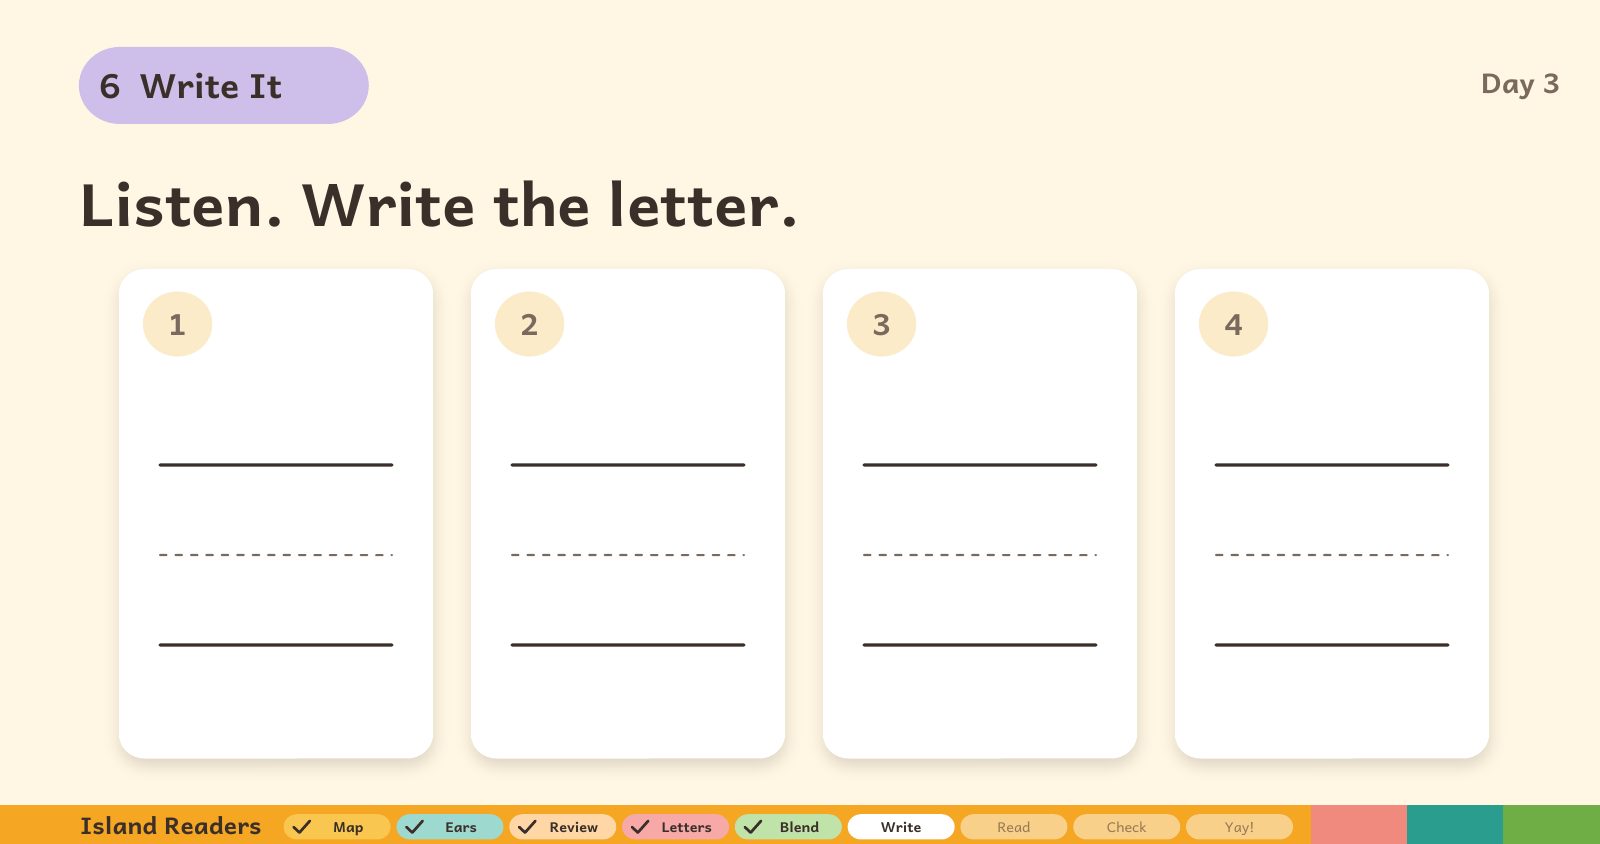 6 Write It
Day 3
Listen. Write the letter.
1
2
3
4
Island Readers
Map
Ears
Review
Letters
Blend
Write
Read
Check
Yay!